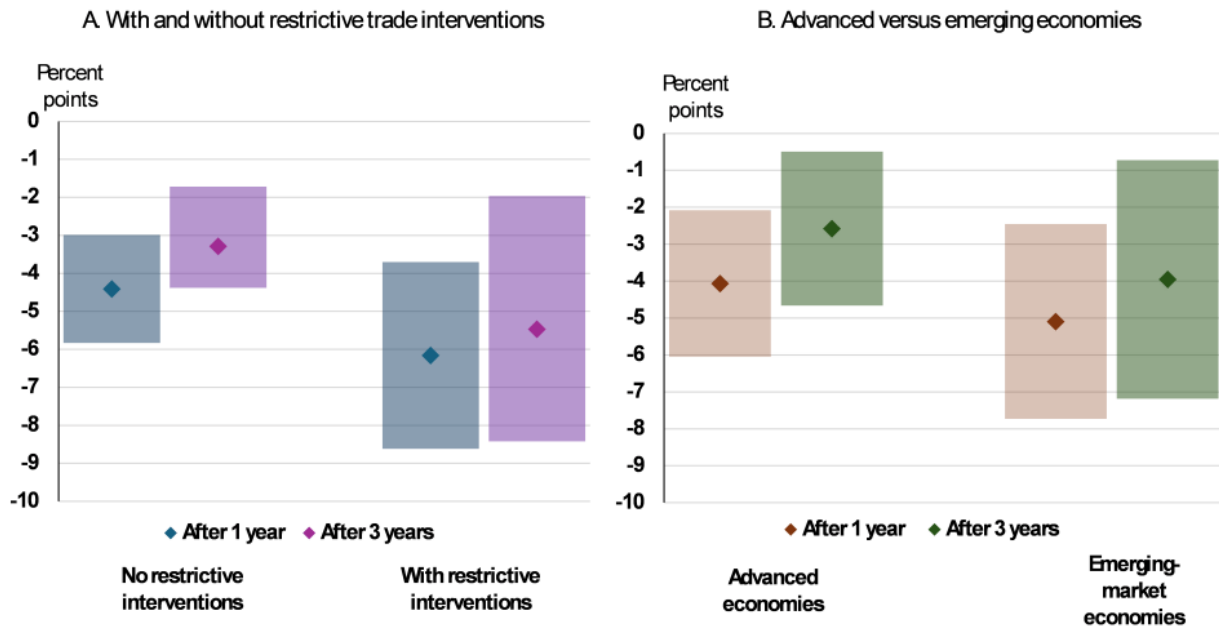 A. With and without restrictive trade interventions
Percent
points
0
-1
-2
-3
-4
-5
-6
-7
-8
-9
-10
After 1 year After 3 years
No restrictive
interventions
With restrictive
interventions
B. Advanced versus emerging economies
Percent
points
0
-1
-2
-3
-4
-5
-6
-7
-8
-9
-10
After 1 year After 3 years
Advanced
economies
Emerging-
market
economies